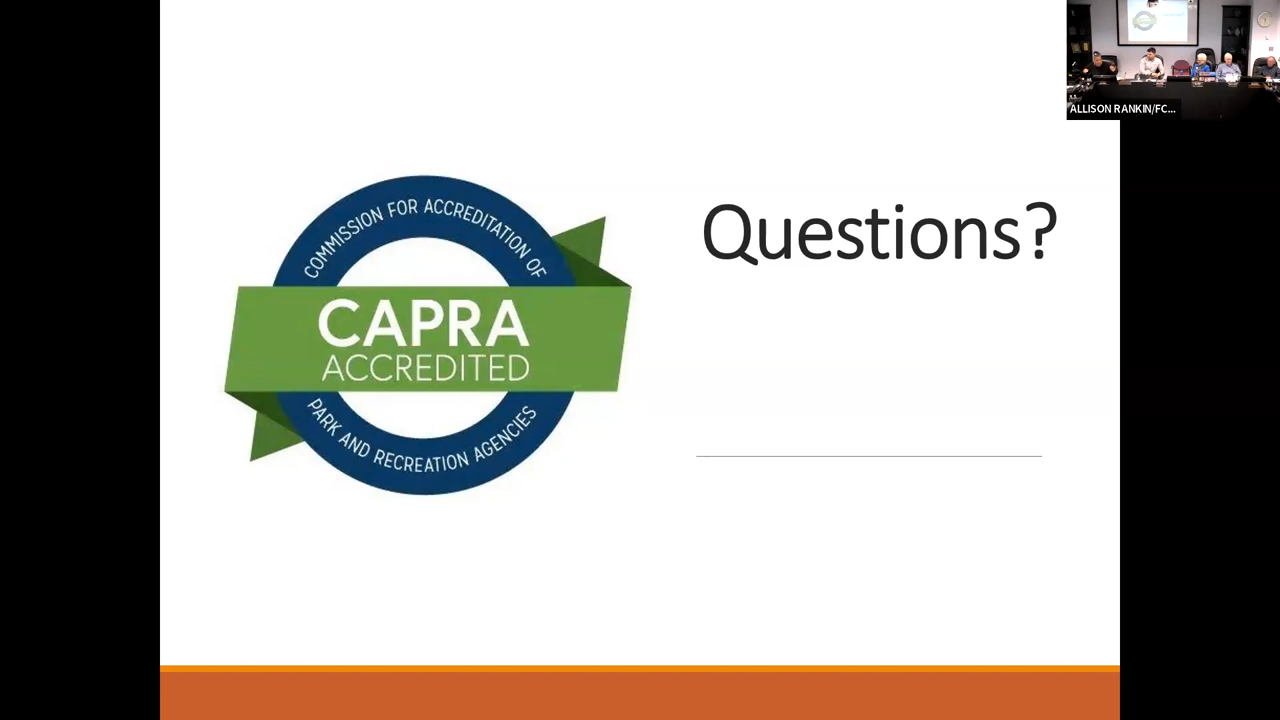 COMMISSION FOR ACCREDITATION OF
CAPRA
ACCREDITED
PARK AND RECREATION AGENCIES
Questions?
ALLISON RANKIN/FC...